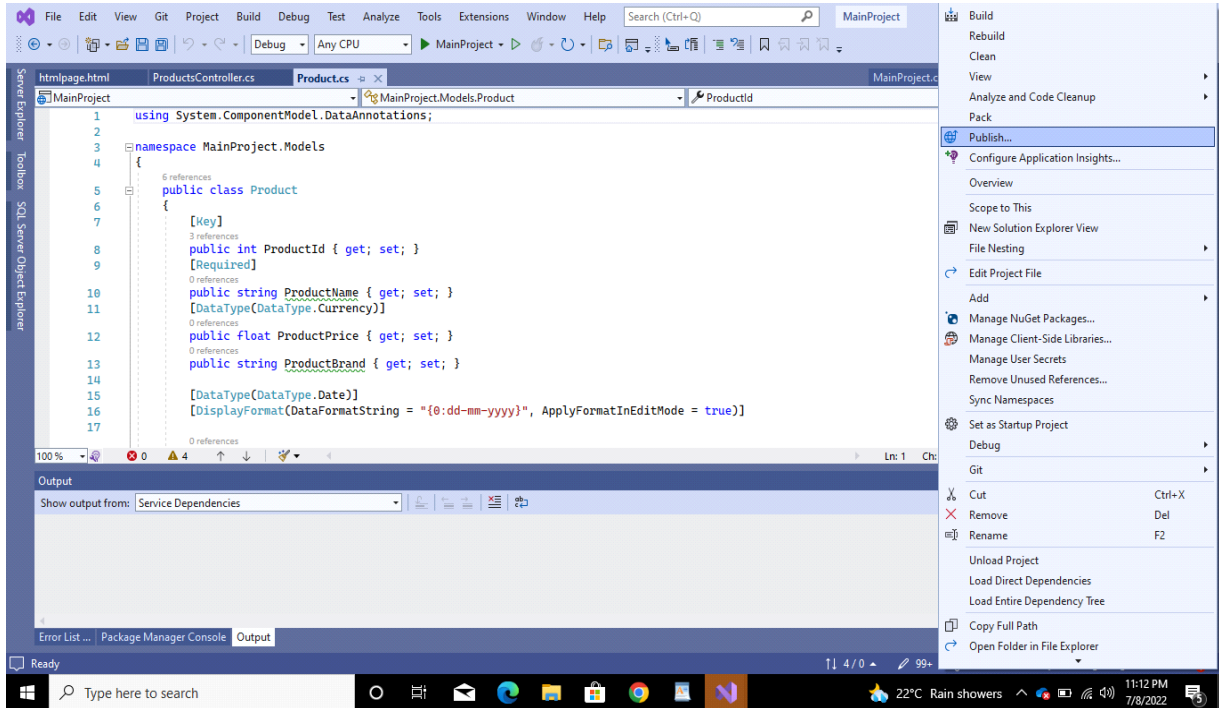 File Edit View Git Project Build Debug Test Analyze Tools Extensions Window Help Search (Ctrl+Q) MainProject
Debug Any CPU MainProject
Server Explorer
Toolbox
SQL Server Object Explorer
htmlpage.html ProductsController.cs Product.cs MainProject.c
MainProject MainProject.Models.Product ProductId
1 using System.ComponentModel.DataAnnotations;
2
3 namespace MainProject.Models
4 {
6 references
5 public class Product
6 {
7 [Key]
3 references
8 public int ProductId { get; set; }
9 [Required]
0 references
10 public string ProductName { get; set; }
11 [DataType(DataType.Currency)]
0 references
12 public float ProductPrice { get; set; }
0 references
13 public string ProductBrand { get; set; }
14
15 [DataType(DataType.Date)]
16 [DisplayFormat(DataFormatString = "{0:dd-mm-yyyy}", ApplyFormatInEditMode = true)]
17
0 references
100 % 0 4 Ln: 1 Ch:
Output
Show output from: Service Dependencies
Error List ... Package Manager Console Output
Ready 4 / 0 99+
Build
Rebuild
Clean
View
Analyze and Code Cleanup
Pack
Publish...
Configure Application Insights...
Overview
Scope to This
New Solution Explorer View
File Nesting
Edit Project File
Add
Manage NuGet Packages...
Manage Client-Side Libraries...
Manage User Secrets
Remove Unused References...
Sync Namespaces
Set as Startup Project
Debug
Git
Cut Ctrl+X
Remove Del
Rename F2
Unload Project
Load Direct Dependencies
Load Entire Dependency Tree
Copy Full Path
Open Folder in File Explorer
Type here to search 22°C Rain showers 11:12 PM
7/8/2022 5